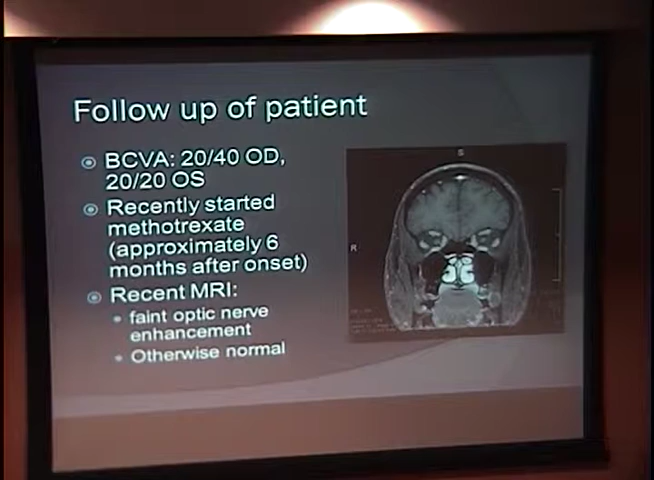 Follow up of patient
BCVA: 20/40 OD,
20/20 OS
Recently started
methotrexate
(approximately 6
months after onset)
Recent MRI:
faint optic nerve
enhancement
Otherwise normal
S
R